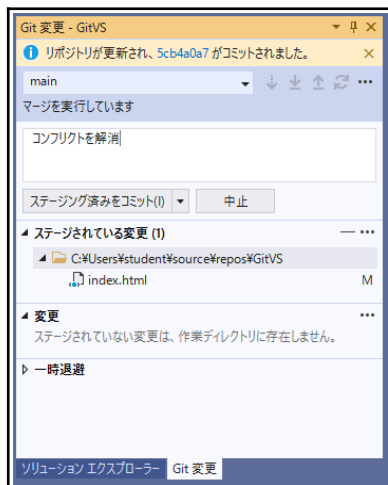 Git 変更 - GitVS
リポジトリが更新され、5cb4a0a7 がコミットされました。
main
マージを実行しています
コンフリクトを解消
ステージング済みをコミット(I)
中止
ステージされている変更 (1)
C:¥Users¥student¥source¥repos¥GitVS
index.html M
変更
ステージされていない変更は、作業ディレクトリに存在しません。
一時退避
ソリューション エクスプローラー Git 変更